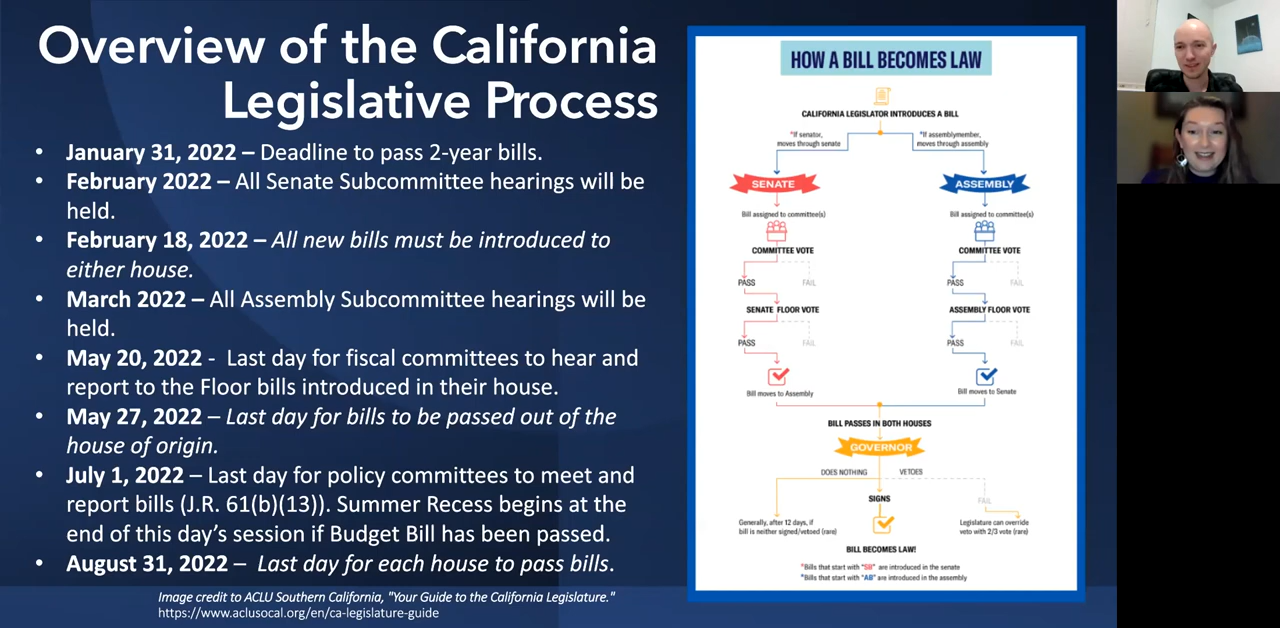 Overview of the California
Legislative Process
• January 31, 2022 – Deadline to pass 2-year bills.
• February 2022 – All Senate Subcommittee hearings will be
held.
• February 18, 2022 – All new bills must be introduced to
either house.
• March 2022 – All Assembly Subcommittee hearings will be
held.
• May 20, 2022 - Last day for fiscal committees to hear and
report to the Floor bills introduced in their house.
• May 27, 2022 – Last day for bills to be passed out of the
house of origin.
• July 1, 2022 – Last day for policy committees to meet and
report bills (J.R. 61(b)(13)). Summer Recess begins at the
end of this day's session if Budget Bill has been passed.
• August 31, 2022 – Last day for each house to pass bills.
Image credit to ACLU Southern California, "Your Guide to the California Legislature."
https://www.aclusocal.org/en/ca-legislature-guide
HOW A BILL BECOMES LAW
CALIFORNIA LEGISLATOR INTRODUCES A BILL
*If senator,
moves through senate
*If assemblymember,
moves through assembly
SENATE
Bill assigned to committee(s)
COMMITTEE VOTE
PASS
FAIL
SENATE FLOOR VOTE
PASS
FAIL
Bill moves to Assembly
ASSEMBLY
Bill assigned to committee(s)
COMMITTEE VOTE
PASS
FAIL
ASSEMBLY FLOOR VOTE
PASS
FAIL
Bill moves to Senate
BILL PASSES IN BOTH HOUSES
GOVERNOR
DOES NOTHING
VETOES
SIGNS
FAIL
Generally, after 12 days, if
bill is neither signed/vetoed (rare)
Legislature can override
veto with 2/3 vote (rare)
BILL BECOMES LAW!
*Bills that start with "SB" are introduced in the senate
*Bills that start with "AB" are introduced in the assembly